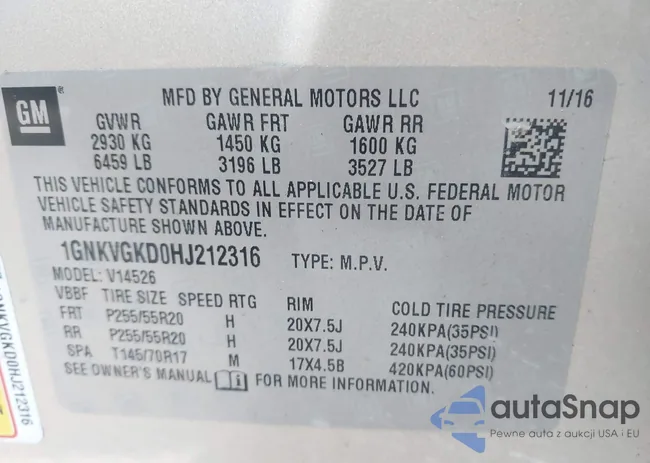 GM
MFD BY GENERAL MOTORS LLC 11/16
GVWR GAWR FRT GAWR RR
2930 KG 1450 KG 1600 KG
6459 LB 3196 LB 3527 LB
THIS VEHICLE CONFORMS TO ALL APPLICABLE U.S. FEDERAL MOTOR
VEHICLE SAFETY STANDARDS IN EFFECT ON THE DATE OF
MANUFACTURE SHOWN ABOVE.
1GNKVGKD0HJ212316 TYPE: M.P.V.
MODEL: V14526
VBBF TIRE SIZE SPEED RTG RIM COLD TIRE PRESSURE
FRT P255/55R20 H 20X7.5J 240KPA(35PSI)
RR P255/55R20 H 20X7.5J 240KPA(35PSI)
SPA T145/70R17 M 17X4.5B 420KPA(60PSI)
SEE OWNER'S MANUAL i FOR MORE INFORMATION.
NKVGKD0HJ212316
autaSnap
Pewne auta z aukcji USA i EU